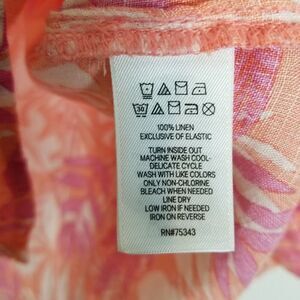 30
100% LINEN
EXCLUSIVE OF ELASTIC
TURN INSIDE OUT
MACHINE WASH COOL-
DELICATE CYCLE
WASH WITH LIKE COLORS
ONLY NON-CHLORINE
BLEACH WHEN NEEDED
LINE DRY
LOW IRON IF NEEDED
IRON ON REVERSE
RN#75343